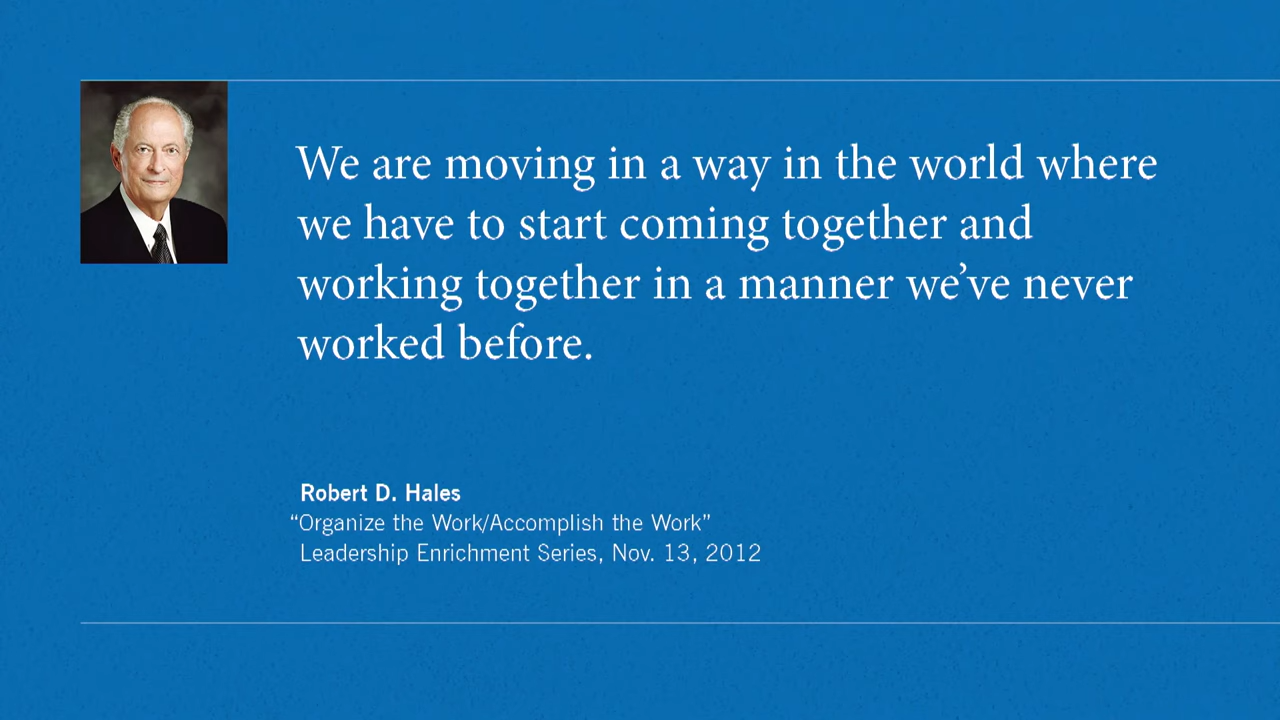 We are moving in a way in the world where
we have to start coming together and
working together in a manner we’ve never
worked before.
Robert D. Hales
“Organize the Work/Accomplish the Work”
Leadership Enrichment Series, Nov. 13, 2012